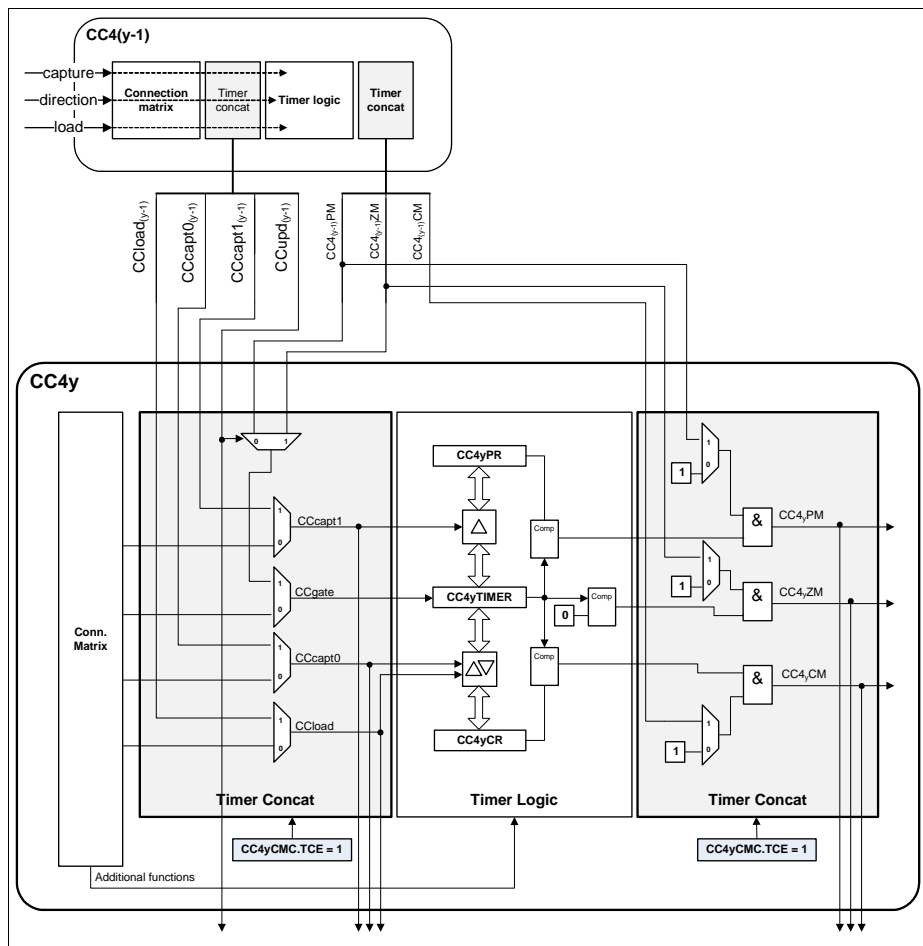 CC4(y-1)
capture
direction
load
Connection
matrix
Timer
concat
Timer logic
Timer
concat
CCload(y-1)
CCcapt0(y-1)
CCcapt1(y-1)
CCupd(y-1)
CC4(y-1)PM
CC4(y-1)ZM
CC4(y-1)CM
CC4y
Conn.
Matrix
0 1
1
0
CCcapt1
1
0
CCgate
1
0
CCcapt0
1
0
CCload
Timer Concat
CC4yCMC.TCE = 1
CC4yPR
Comp
CC4yTIMER
0
Comp
Comp
CC4yCR
Timer Logic
1
0
1
&
CC4yPM
1
0
1
&
CC4yZM
&
CC4yCM
1
0
1
Timer Concat
CC4yCMC.TCE = 1
Additional functions